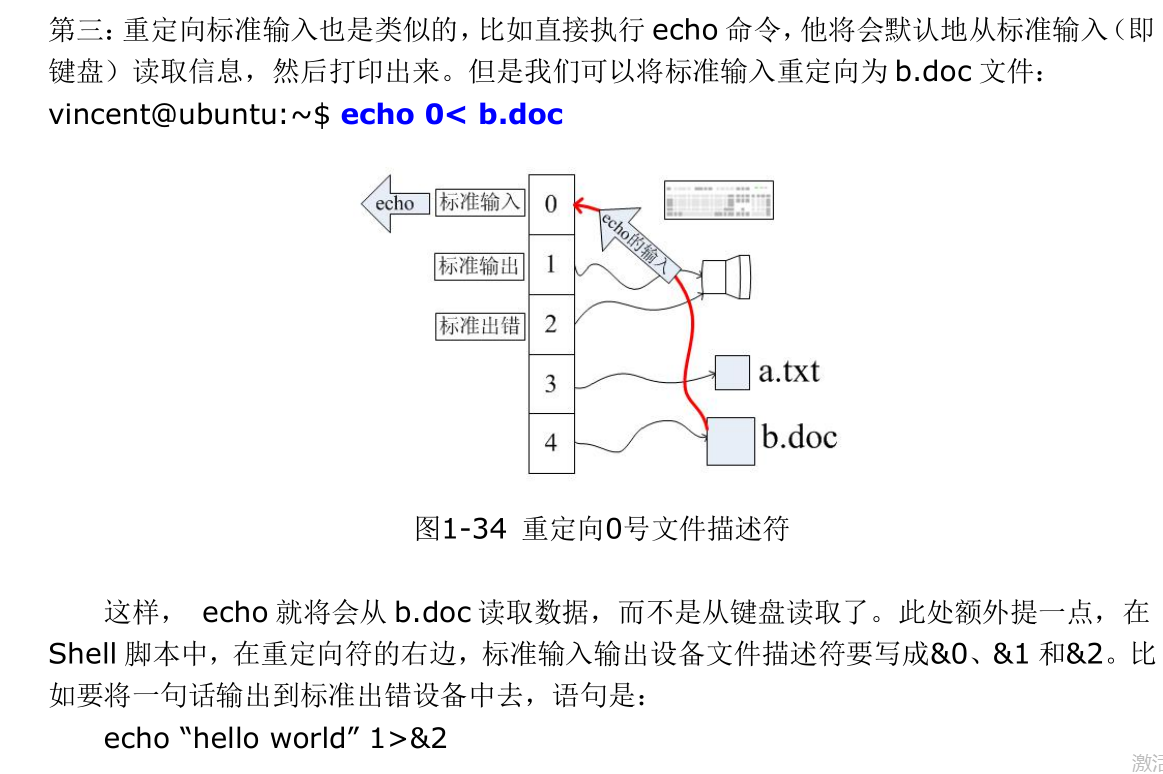 第三：重定向标准输入也是类似的，比如直接执行 echo 命令，他将会默认地从标准输入（即
键盘）读取信息，然后打印出来。但是我们可以将标准输入重定向为 b.doc 文件：
vincent@ubuntu:~$ echo 0< b.doc
echo
标准输入
0
echo的输入
标准输出
1
标准出错
2
3
a.txt
4
b.doc
图1-34 重定向0号文件描述符
这样， echo 就将会从 b.doc 读取数据，而不是从键盘读取了。此处额外提一点，在
Shell 脚本中，在重定向符的右边，标准输入输出设备文件描述符要写成&0、&1 和&2。比
如要将一句话输出到标准出错设备中去，语句是：
echo “hello world” 1>&2
激活